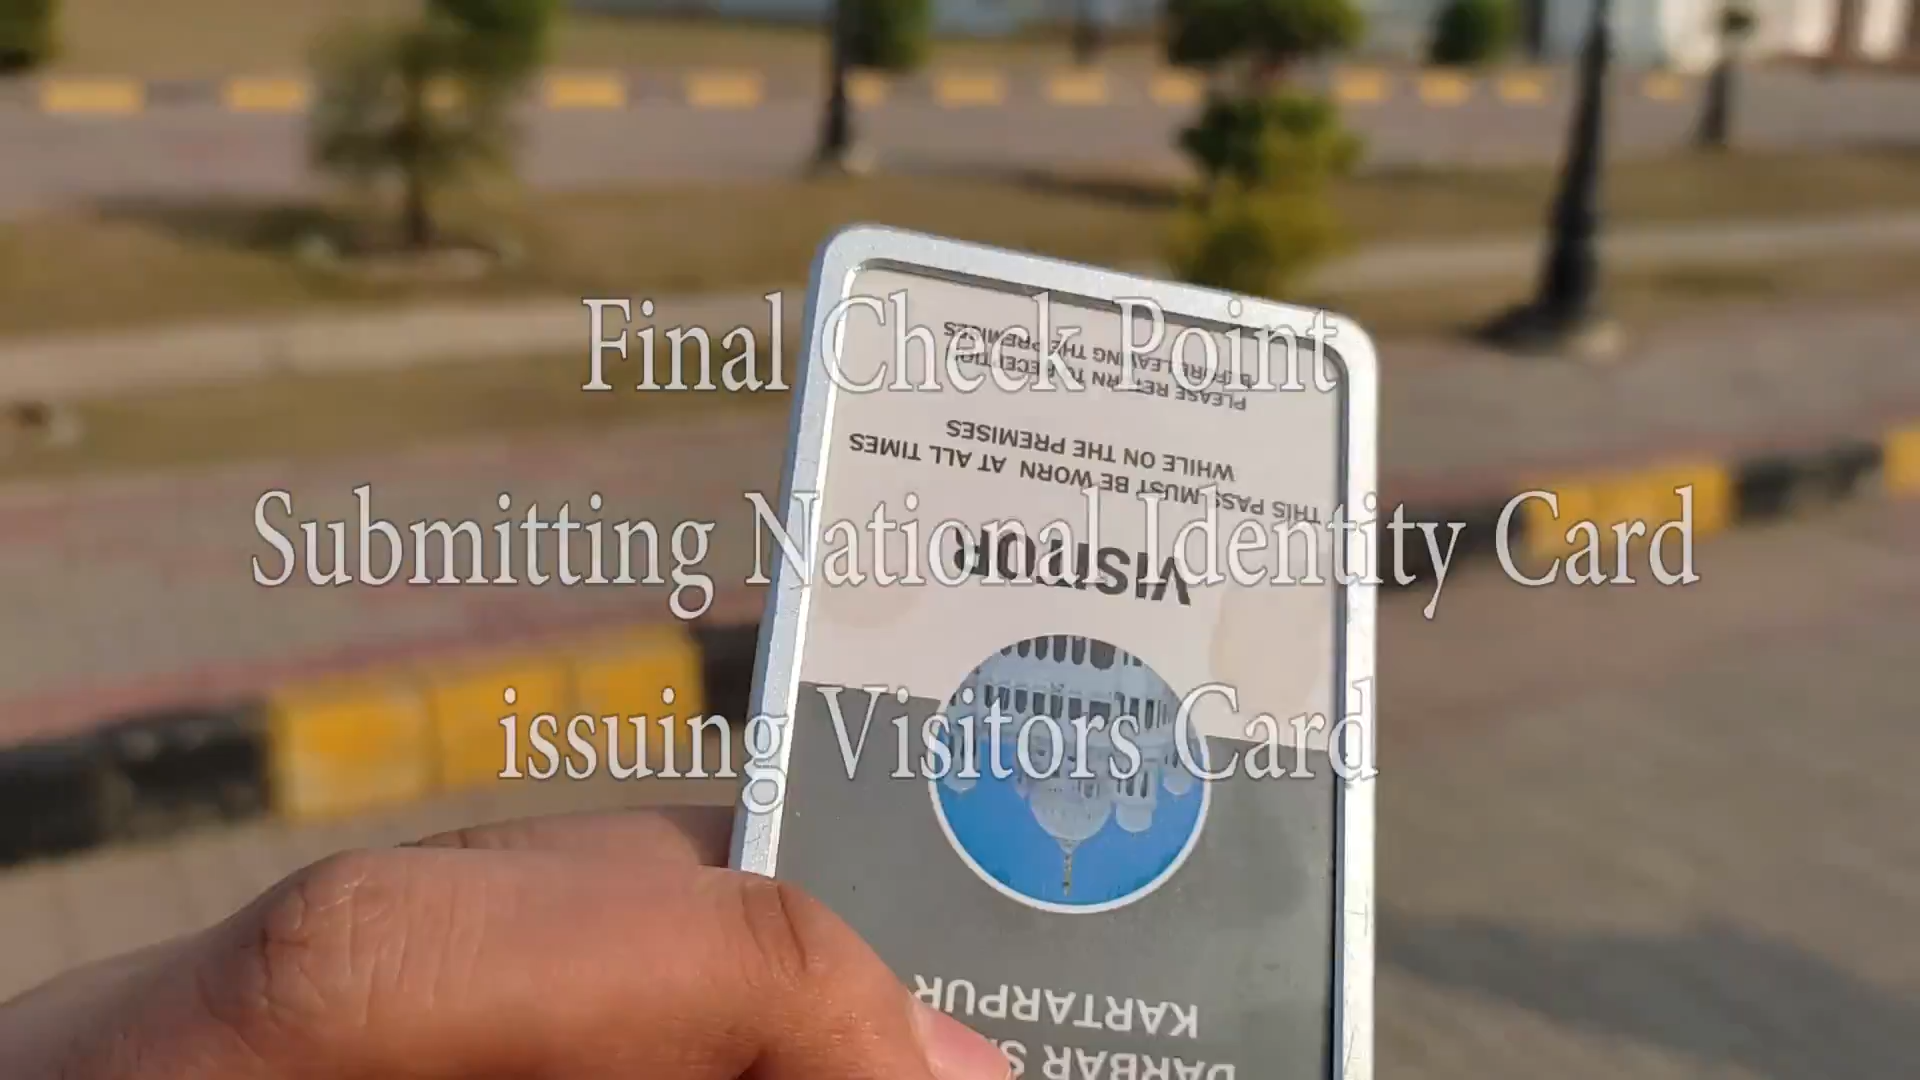 Final Check Point
Submitting National Identity Card
issuing Visitors Card
DARBAR
KARTARPUR
VISITOR
THIS PASS MUST BE WORN AT ALL TIMES
WHILE ON THE PREMISES
PLEASE RETURN TO RECEPTION
BEFORE LEAVING THE PREMISES